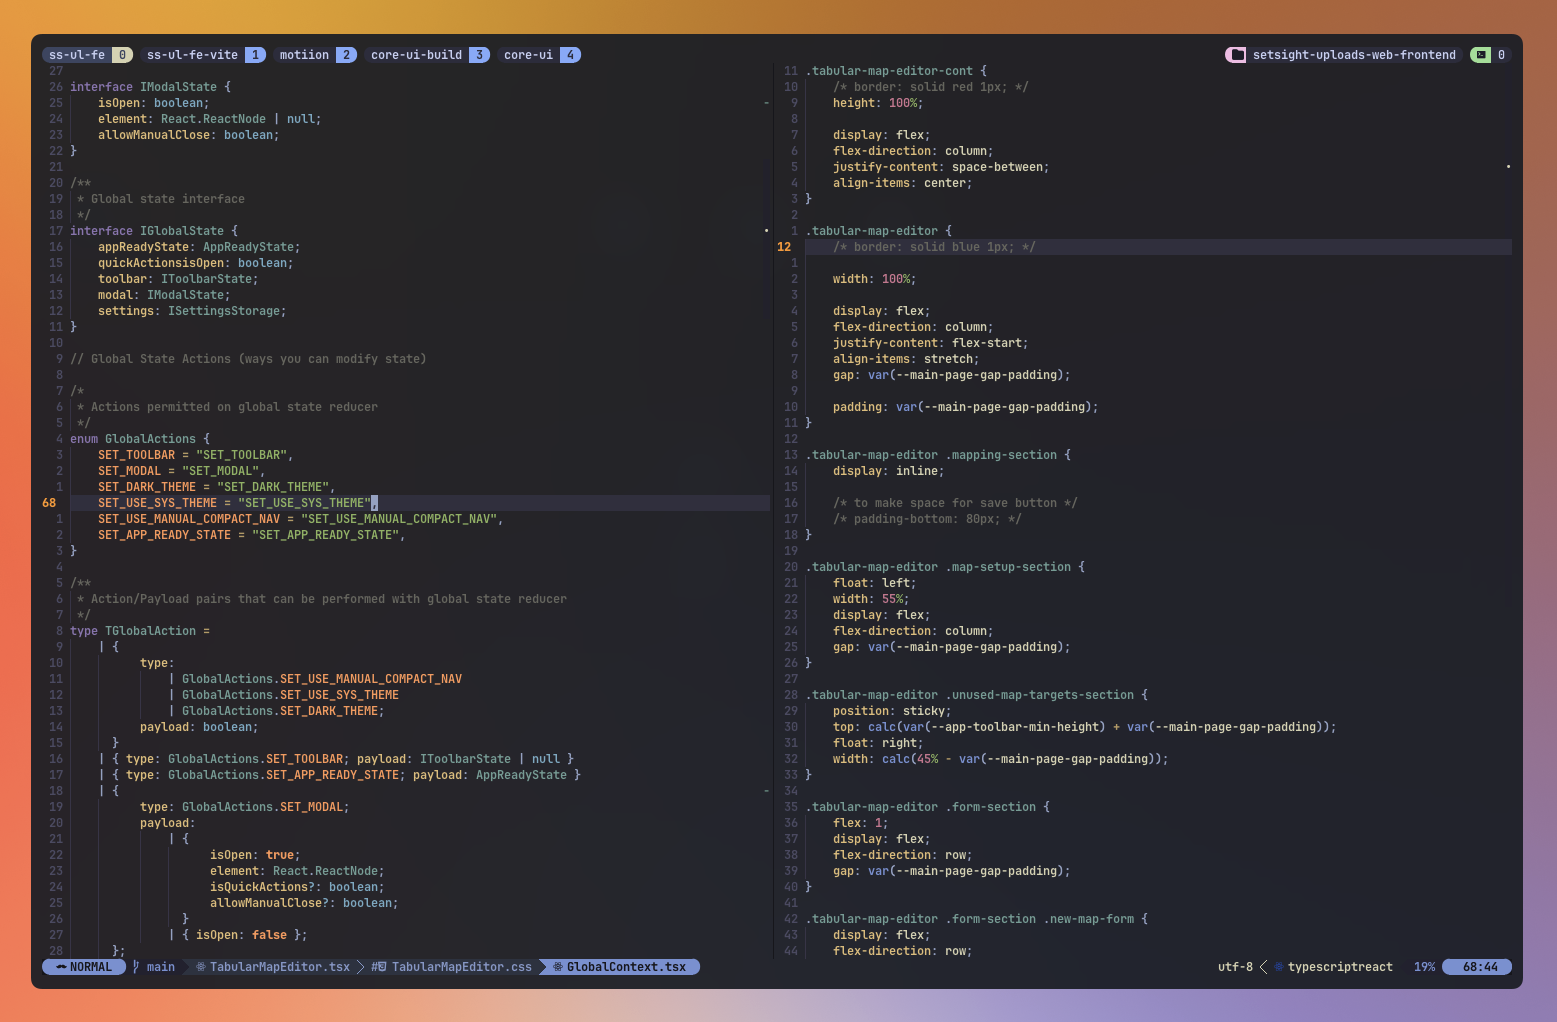 ss-ul-fe 0 ss-ul-fe-vite 1 motiion 2 core-ui-build 3 core-ui 4 setsight-uploads-web-frontend 0
27
26 interface IModalState {
25     isOpen: boolean;
24     element: React.ReactNode | null;
23     allowManualClose: boolean;
22 }
21
20 /**
19  * Global state interface
18  */
17 interface IGlobalState {
16     appReadyState: AppReadyState;
15     quickActionsisOpen: boolean;
14     toolbar: IToolbarState;
13     modal: IModalState;
12     settings: ISettingsStorage;
11 }
10
9 // Global State Actions (ways you can modify state)
8
7 /*
6  * Actions permitted on global state reducer
5  */
4 enum GlobalActions {
3     SET_TOOLBAR = "SET_TOOLBAR",
2     SET_MODAL = "SET_MODAL",
1     SET_DARK_THEME = "SET_DARK_THEME",
68     SET_USE_SYS_THEME = "SET_USE_SYS_THEME",
1     SET_USE_MANUAL_COMPACT_NAV = "SET_USE_MANUAL_COMPACT_NAV",
2     SET_APP_READY_STATE = "SET_APP_READY_STATE",
3 }
4
5 /**
6  * Action/Payload pairs that can be performed with global state reducer
7  */
8 type TGlobalAction =
9     | {
10           type:
11               | GlobalActions.SET_USE_MANUAL_COMPACT_NAV
12               | GlobalActions.SET_USE_SYS_THEME
13               | GlobalActions.SET_DARK_THEME;
14           payload: boolean;
15       }
16     | { type: GlobalActions.SET_TOOLBAR; payload: IToolbarState | null }
17     | { type: GlobalActions.SET_APP_READY_STATE; payload: AppReadyState }
18     | {
19           type: GlobalActions.SET_MODAL;
20           payload:
21               | {
22                     isOpen: true;
23                     element: React.ReactNode;
24                     isQuickActions?: boolean;
25                     allowManualClose?: boolean;
26                 }
27               | { isOpen: false };
28       };
11 .tabular-map-editor-cont {
10     /* border: solid red 1px; */
9     height: 100%;
8
7     display: flex;
6     flex-direction: column;
5     justify-content: space-between;
4     align-items: center;
3 }
2
1 .tabular-map-editor {
12     /* border: solid blue 1px; */
1
2     width: 100%;
3
4     display: flex;
5     flex-direction: column;
6     justify-content: flex-start;
7     align-items: stretch;
8     gap: var(--main-page-gap-padding);
9
10     padding: var(--main-page-gap-padding);
11 }
12
13 .tabular-map-editor .mapping-section {
14     display: inline;
15
16     /* to make space for save button */
17     /* padding-bottom: 80px; */
18 }
19
20 .tabular-map-editor .map-setup-section {
21     float: left;
22     width: 55%;
23     display: flex;
24     flex-direction: column;
25     gap: var(--main-page-gap-padding);
26 }
27
28 .tabular-map-editor .unused-map-targets-section {
29     position: sticky;
30     top: calc(var(--app-toolbar-min-height) + var(--main-page-gap-padding));
31     float: right;
32     width: calc(45% - var(--main-page-gap-padding));
33 }
34
35 .tabular-map-editor .form-section {
36     flex: 1;
37     display: flex;
38     flex-direction: row;
39     gap: var(--main-page-gap-padding);
40 }
41
42 .tabular-map-editor .form-section .new-map-form {
43     display: flex;
44     flex-direction: row;
NORMAL main TabularMapEditor.tsx TabularMapEditor.css GlobalContext.tsx utf-8 typescriptreact 19% 68:44